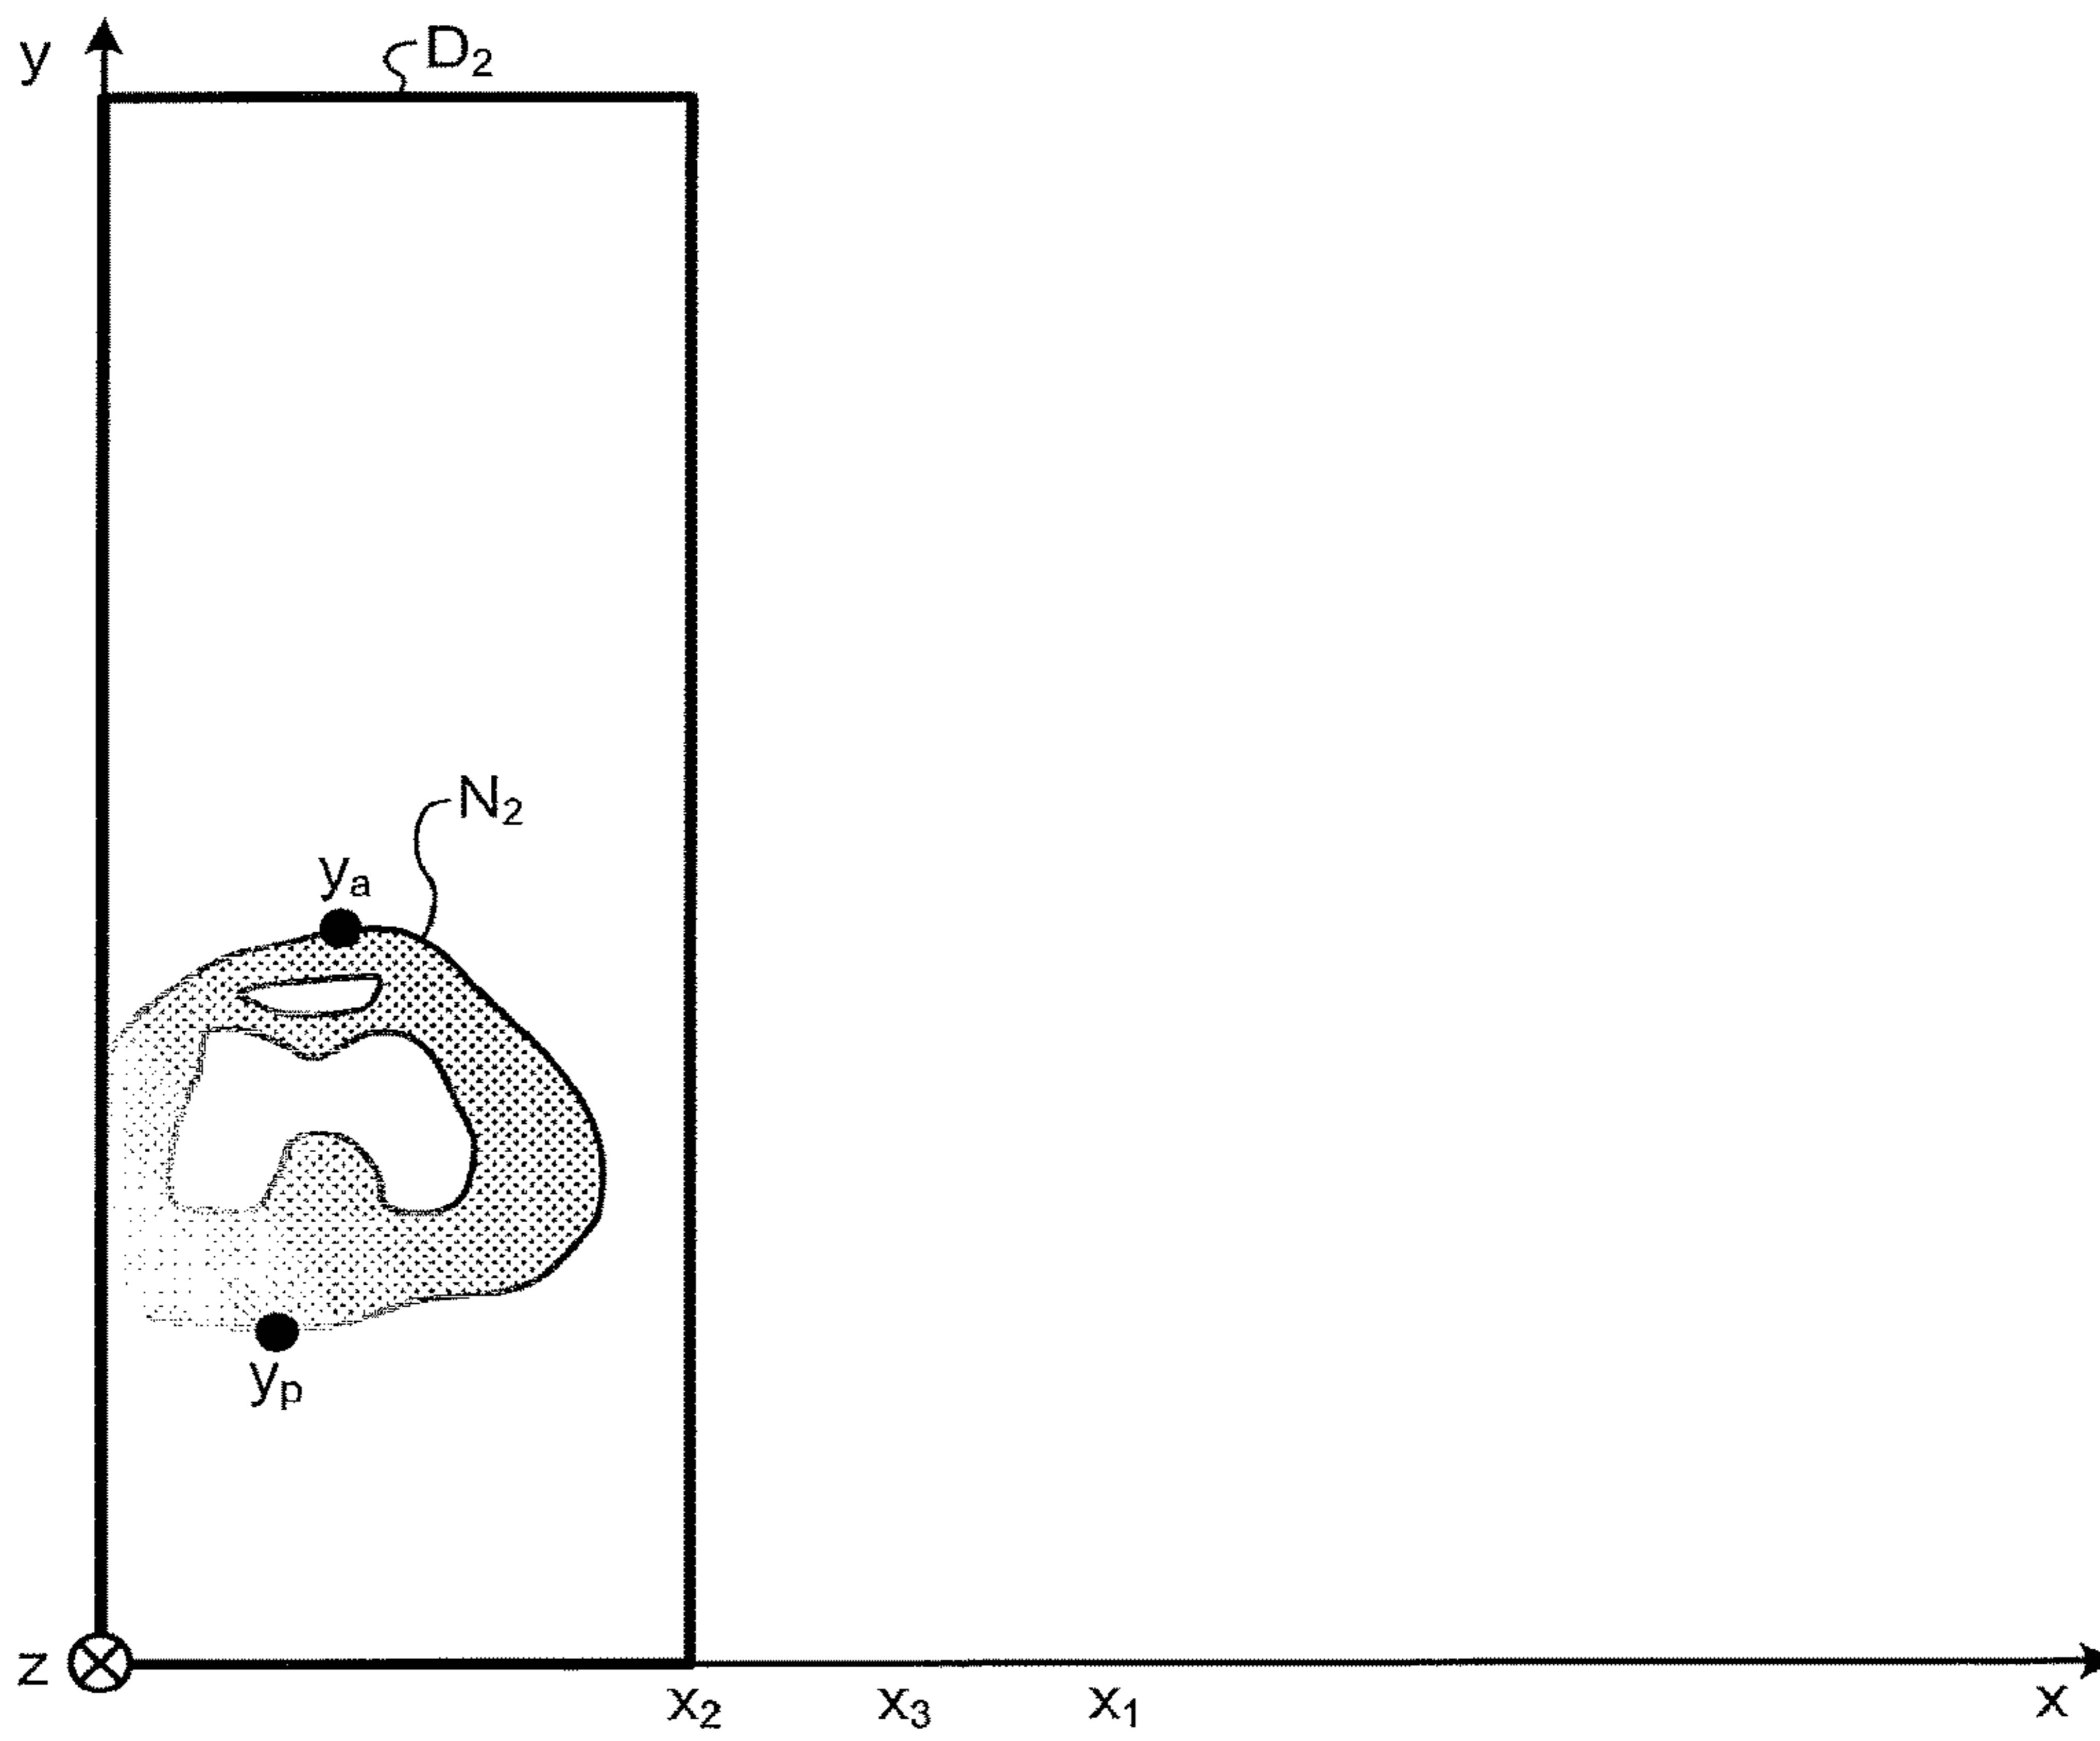 y
D₂
N₂
yₐ
yₚ
z
x₂ x₃ x₁ x